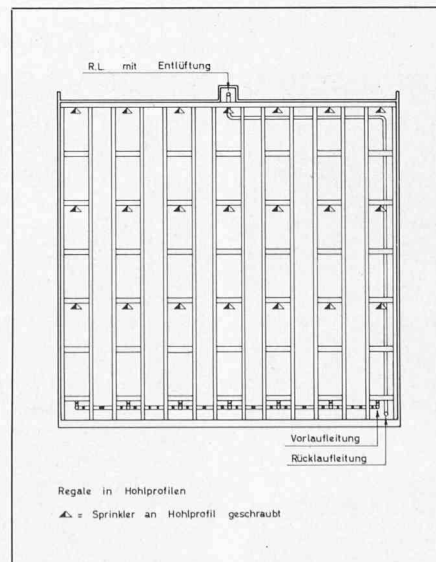 R.L. mit Entlüftung
Vorlaufleitung
Rücklaufleitung
Regale in Hohlprofilen
= Sprinkler an Hohlprofil geschraubt